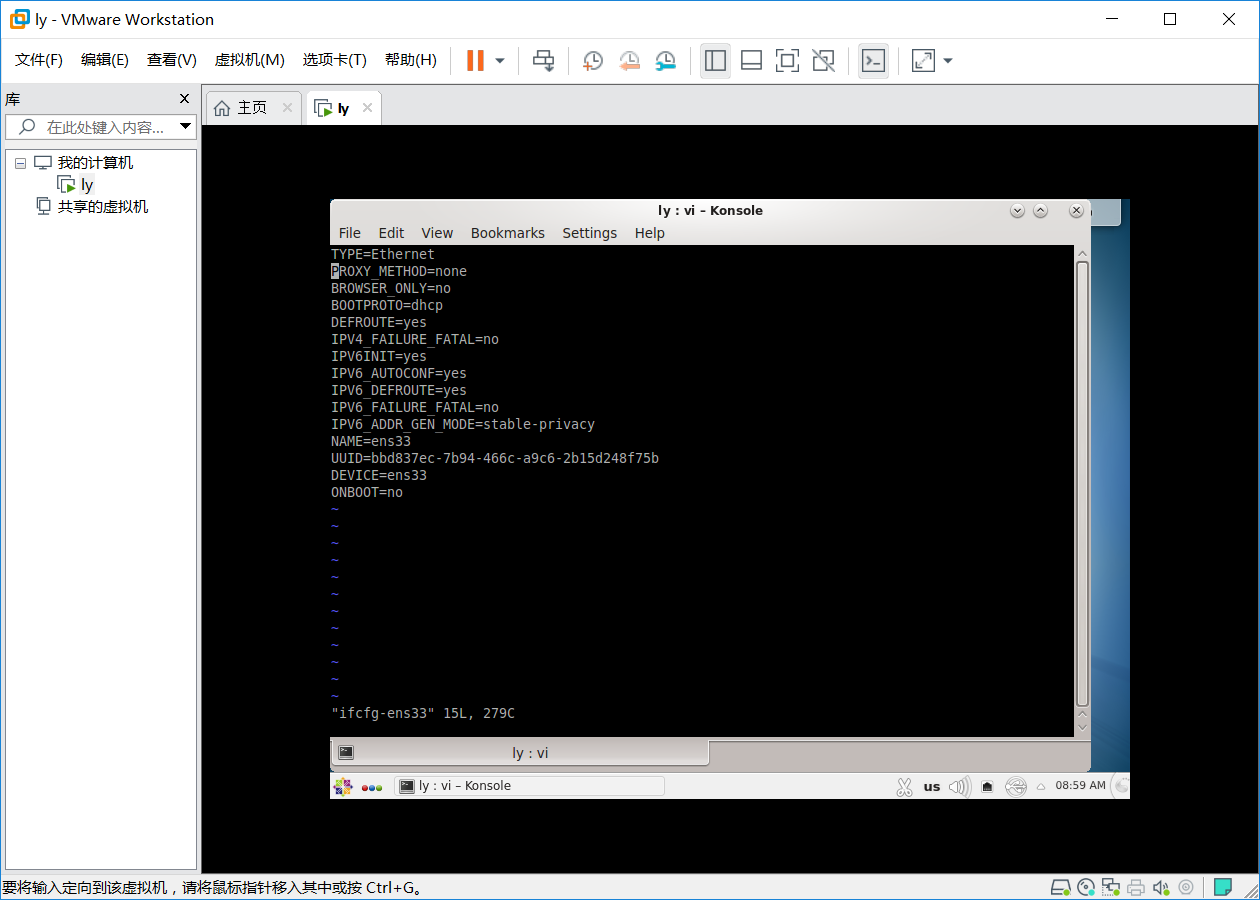 ly - VMware Workstation
文件(F) 编辑(E) 查看(V) 虚拟机(M) 选项卡(T) 帮助(H)
库
在此处键入内容...
我的计算机
ly
共享的虚拟机
主页
ly
ly : vi – Konsole
File Edit View Bookmarks Settings Help
TYPE=Ethernet
PROXY_METHOD=none
BROWSER_ONLY=no
BOOTPROTO=dhcp
DEFROUTE=yes
IPV4_FAILURE_FATAL=no
IPV6INIT=yes
IPV6_AUTOCONF=yes
IPV6_DEFROUTE=yes
IPV6_FAILURE_FATAL=no
IPV6_ADDR_GEN_MODE=stable-privacy
NAME=ens33
UUID=bbd837ec-7b94-466c-a9c6-2b15d248f75b
DEVICE=ens33
ONBOOT=no
~
~
~
~
~
~
~
~
~
~
~
~
"ifcfg-ens33" 15L, 279C
ly : vi
ly : vi – Konsole
us
08:59 AM
要将输入定向到该虚拟机，请将鼠标指针移入其中或按 Ctrl+G。